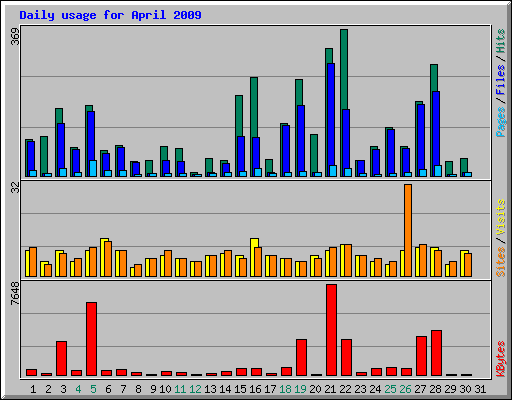 Daily usage for April 2009
369
Pages / Files / Hits
32
Sites / Visits
7648
KBytes
1 2 3 4 5 6 7 8 9 10 11 12 13 14 15 16 17 18 19 20 21 22 23 24 25 26 27 28 29 30 31